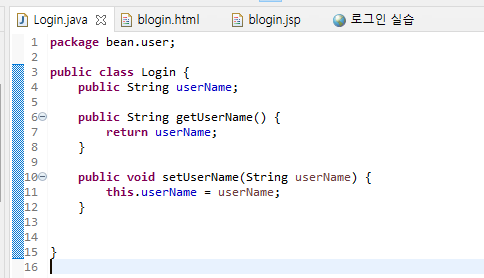 Login.java blogin.html blogin.jsp 로그인 실습
1 package bean.user;
2
3 public class Login {
4 public String userName;
5
6 public String getUserName() {
7 return userName;
8 }
9
10 public void setUserName(String userName) {
11 this.userName = userName;
12 }
13
14
15 }
16